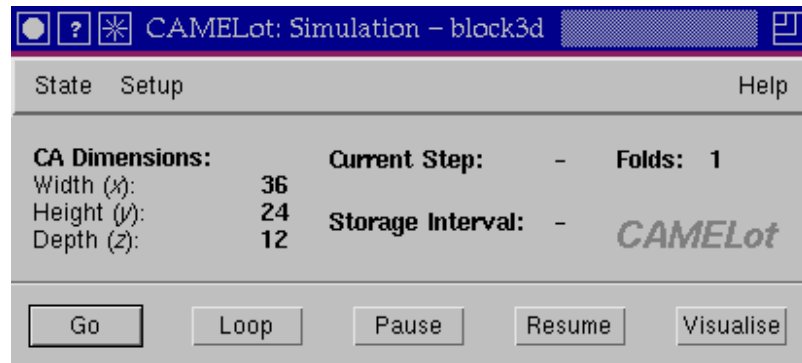 ? CAMELot: Simulation – block3d
State Setup Help
CA Dimensions: Current Step: - Folds: 1
Width (x): 36
Height (y): 24 Storage Interval: - CAMELot
Depth (z): 12
Go Loop Pause Resume Visualise